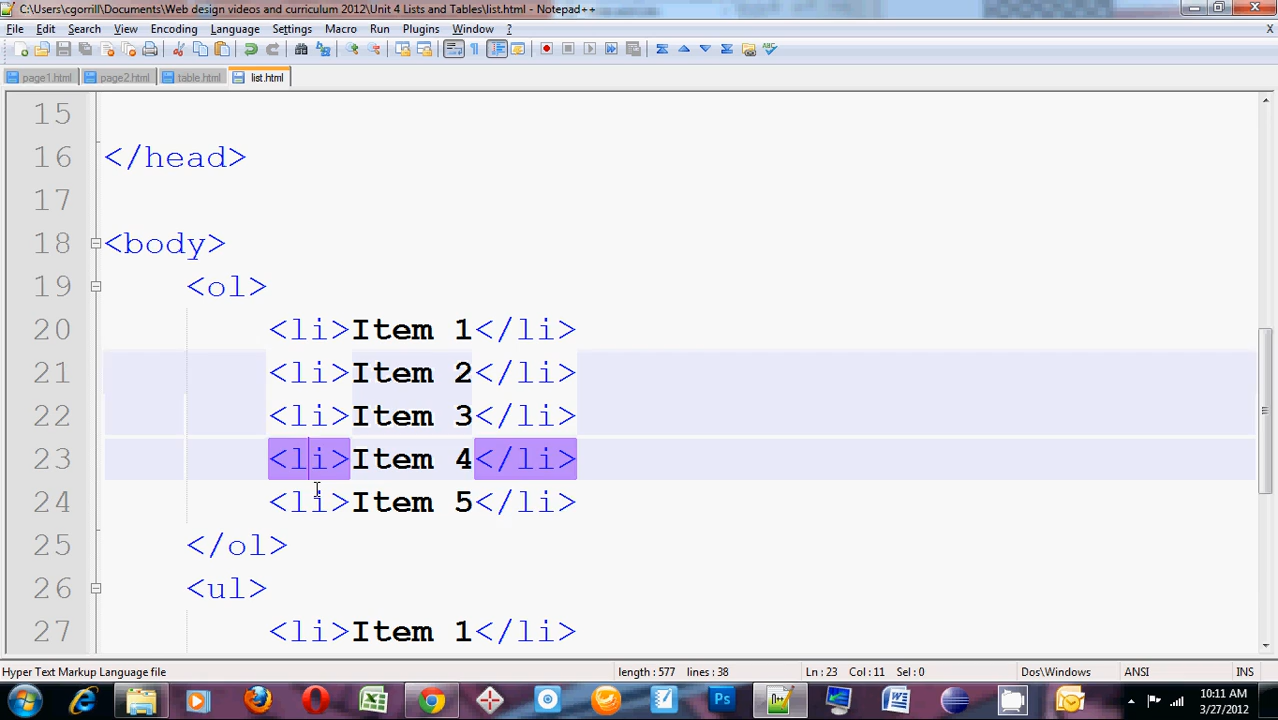 C:\Users\cgorrill\Documents\Web design videos and curriculum 2012\Unit 4 Lists and Tables\list.html - Notepad++
File Edit Search View Encoding Language Settings Macro Run Plugins Window ? X
page1.html page2.html table.html list.html
15
16 </head>
17
18 <body>
19 <ol>
20 <li>Item 1</li>
21 <li>Item 2</li>
22 <li>Item 3</li>
23 <li>Item 4</li>
24 <li>Item 5</li>
25 </ol>
26 <ul>
27 <li>Item 1</li>
Hyper Text Markup Language file length : 577 lines : 38 Ln : 23 Col : 11 Sel : 0 Dos\Windows ANSI INS
Ps
10:11 AM
3/27/2012